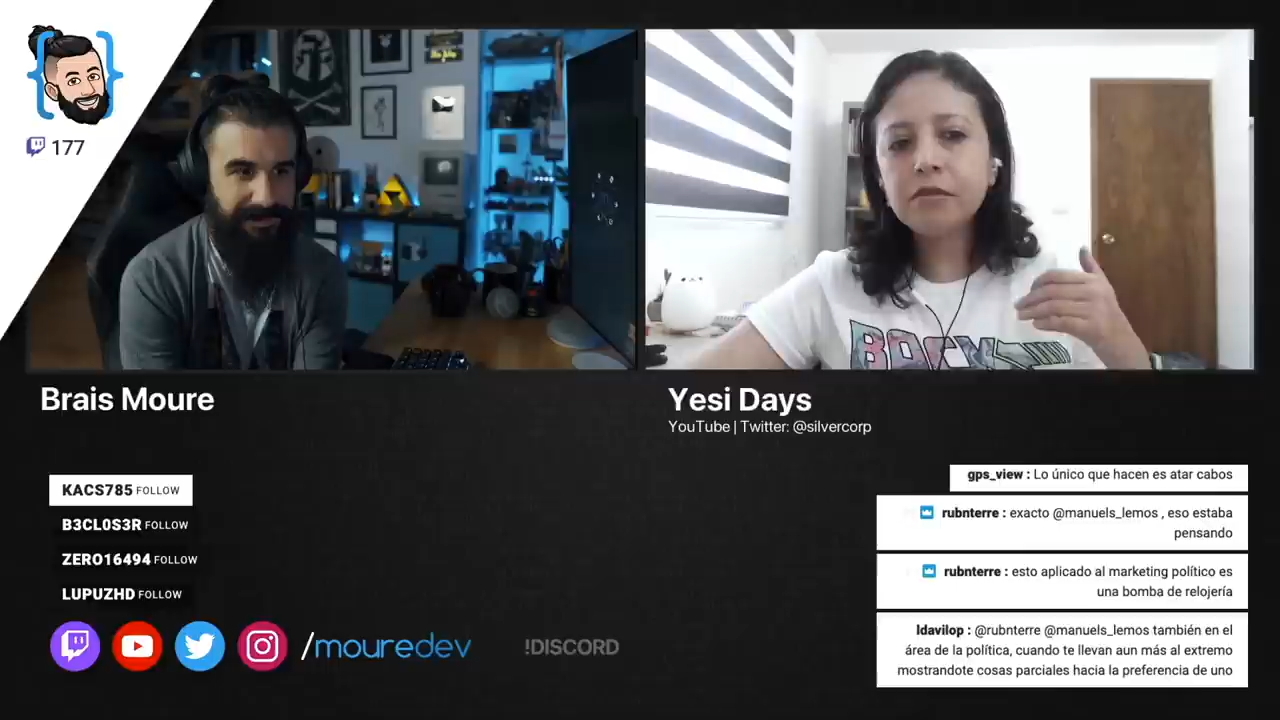 177
BACK
Brais Moure
Yesi Days
YouTube | Twitter: @silvercorp
KACS785 FOLLOW
B3CL0S3R FOLLOW
ZERO16494 FOLLOW
LUPUZHD FOLLOW
/mouredev
!DISCORD
gps_view : Lo único que hacen es atar cabos
rubnterre : exacto @manuels_lemos , eso estaba
pensando
rubnterre : esto aplicado al marketing político es
una bomba de relojería
ldavilop : @rubnterre @manuels_lemos también en el
área de la política, cuando te llevan aun más al extremo
mostrandote cosas parciales hacia la preferencia de uno